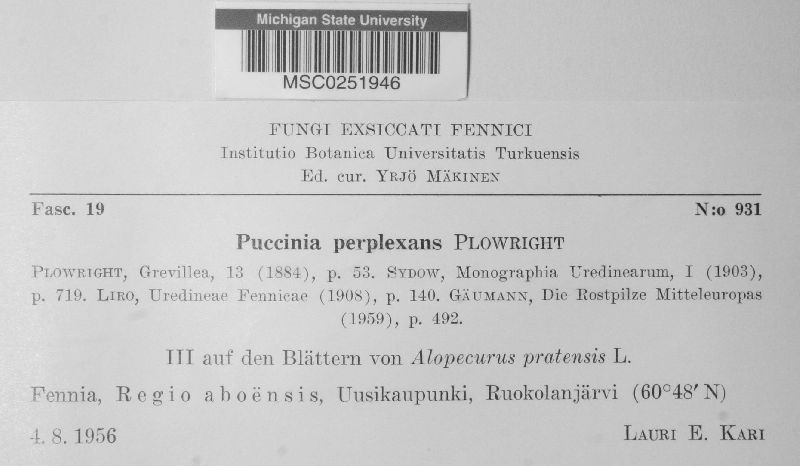 Michigan State University
MSC0251946
FUNGI EXSICCATI FENNICI
Institutio Botanica Universitatis Turkuensis
Ed. cur. YRJÖ MÄKINEN
Fasc. 19 N:o 931
Puccinia perplexans PLOWRIGHT
PLOWRIGHT, Grevillea, 13 (1884), p. 53. SYDOW, Monographia Uredinearum, I (1903),
p. 719. LIRO, Uredineae Fennicae (1908), p. 140. GÄUMANN, Die Rostpilze Mitteleuropas
(1959), p. 492.
III auf den Blättern von Alopecurus pratensis L.
Fennia, Regio aboënsis, Uusikaupunki, Ruokolanjärvi (60°48′ N)
4. 8. 1956 LAURI E. KARI